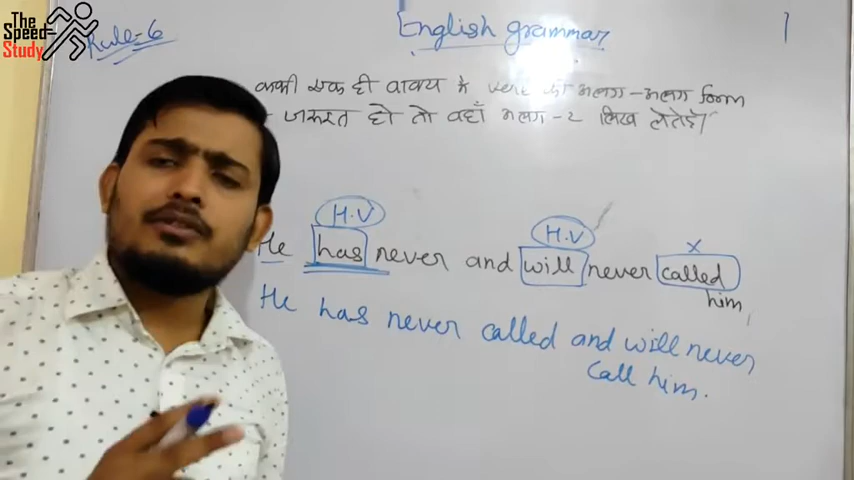 The
Speed
Study
Rule-6
English grammar
कभी एक ही वाक्य में verb की अलग-अलग form
जरूरत हो तो वहाँ अलग-2 लिख लेते हैं।
H.V
H.V
x
He has never and will never called
him
He has never called and will never
call him.